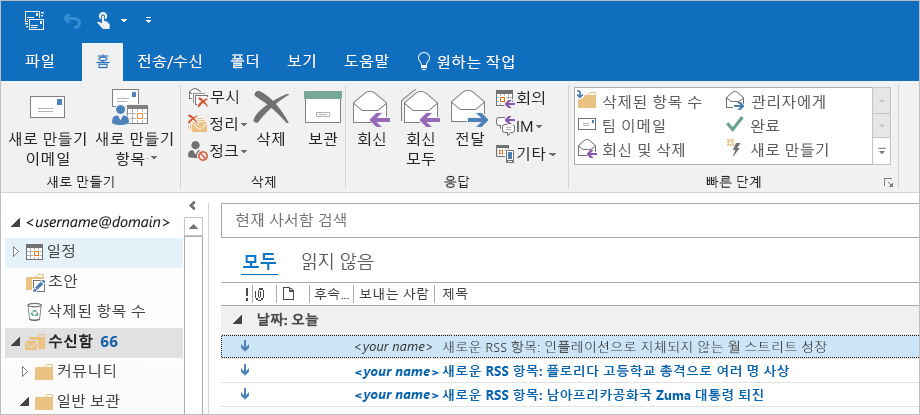 파일 홈 전송/수신 폴더 보기 도움말 원하는 작업
새로 만들기 이메일
새로 만들기 항목
새로 만들기
무시
정리
정크
삭제
보관
삭제
회신
회신 모두
전달
회의
IM
기타
응답
삭제된 항목 수 관리자에게
팀 이메일 완료
회신 및 삭제 새로 만들기
빠른 단계
<username@domain>
일정
초안
삭제된 항목 수
수신함 66
커뮤니티
일반 보관
현재 사서함 검색
모두 읽지 않음
후속... 보내는 사람 제목
날짜: 오늘
<your name> 새로운 RSS 항목: 인플레이션으로 지체되지 않는 월 스트리트 성장
<your name> 새로운 RSS 항목: 플로리다 고등학교 총격으로 여러 명 사상
<your name> 새로운 RSS 항목: 남아프리카공화국 Zuma 대통령 퇴진